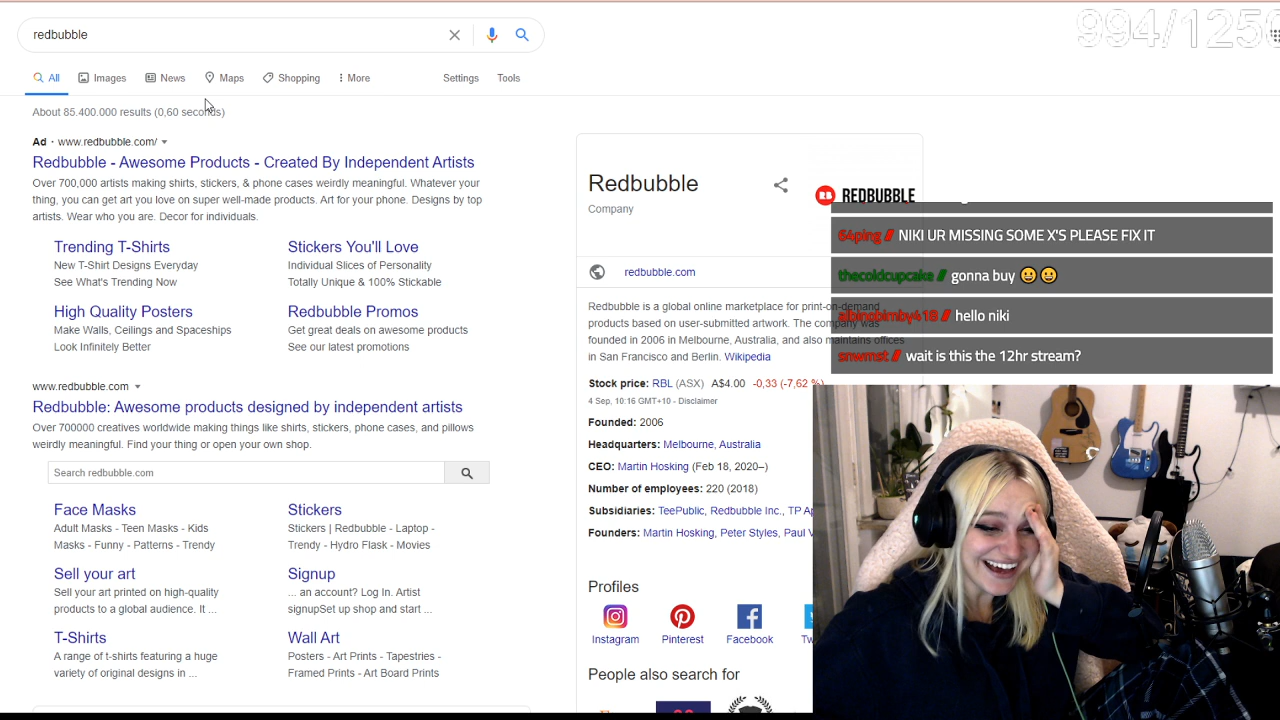 redbubble
994/1250
All Images News Maps Shopping More Settings Tools
About 85.400.000 results (0,60 seconds)
Ad · www.redbubble.com/
Redbubble - Awesome Products - Created By Independent Artists
Over 700,000 artists making shirts, stickers, & phone cases weirdly meaningful. Whatever your
thing, you can get art you love on super well-made products. Art for your phone. Designs by top
artists. Wear who you are. Decor for individuals.
Trending T-Shirts
New T-Shirt Designs Everyday
See What's Trending Now
Stickers You'll Love
Individual Slices of Personality
Totally Unique & 100% Stickable
High Quality Posters
Make Walls, Ceilings and Spaceships
Look Infinitely Better
Redbubble Promos
Get great deals on awesome products
See our latest promotions
www.redbubble.com
Redbubble: Awesome products designed by independent artists
Over 700000 creatives worldwide making things like shirts, stickers, phone cases, and pillows
weirdly meaningful. Find your thing or open your own shop.
Search redbubble.com
Face Masks
Adult Masks - Teen Masks - Kids
Masks - Funny - Patterns - Trendy
Stickers
Stickers | Redbubble - Laptop -
Trendy - Hydro Flask - Movies
Sell your art
Sell your art printed on high-quality
products to a global audience. It ...
Signup
... an account? Log In. Artist
signupSet up shop and start ...
T-Shirts
A range of t-shirts featuring a huge
variety of original designs in ...
Wall Art
Posters - Art Prints - Tapestries -
Framed Prints - Art Board Prints
Redbubble
Company
REDBUBBLE
redbubble.com
Redbubble is a global online marketplace for print-on-demand
products based on user-submitted artwork. The company was
founded in 2006 in Melbourne, Australia, and also maintains offices
in San Francisco and Berlin. Wikipedia
Stock price: RBL (ASX) A$4.00 -0,33 (-7,62 %)
4 Sep, 10:16 GMT+10 - Disclaimer
Founded: 2006
Headquarters: Melbourne, Australia
CEO: Martin Hosking (Feb 18, 2020–)
Number of employees: 220 (2018)
Subsidiaries: TeePublic, Redbubble Inc., TP Ap
Founders: Martin Hosking, Peter Styles, Paul V
Profiles
Instagram Pinterest Facebook Tw
People also search for
64ping // NIKI UR MISSING SOME X'S PLEASE FIX IT
thecoldcupcake // gonna buy 😀😀
albinobirnby418 // hello niki
snwmst // wait is this the 12hr stream?